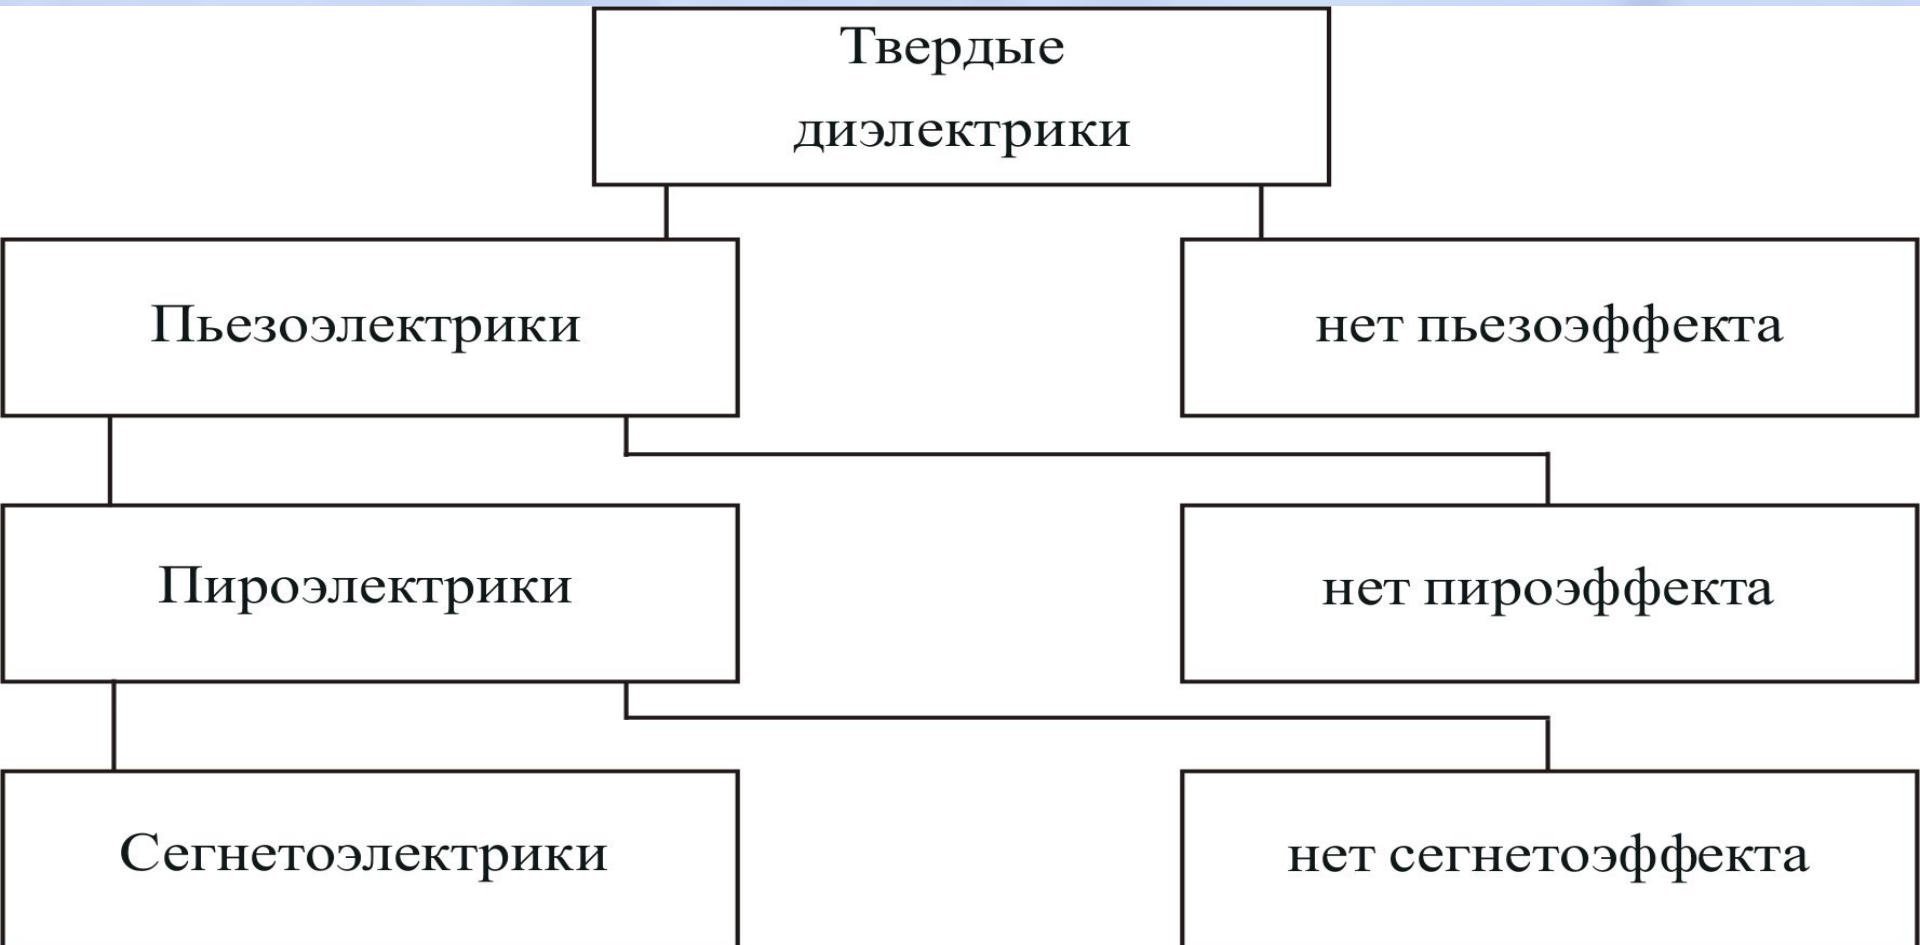 Твердые
диэлектрики
Пьезоэлектрики
нет пьезоэффекта
Пироэлектрики
нет пироэффекта
Сегнетоэлектрики
нет сегнетоэффекта